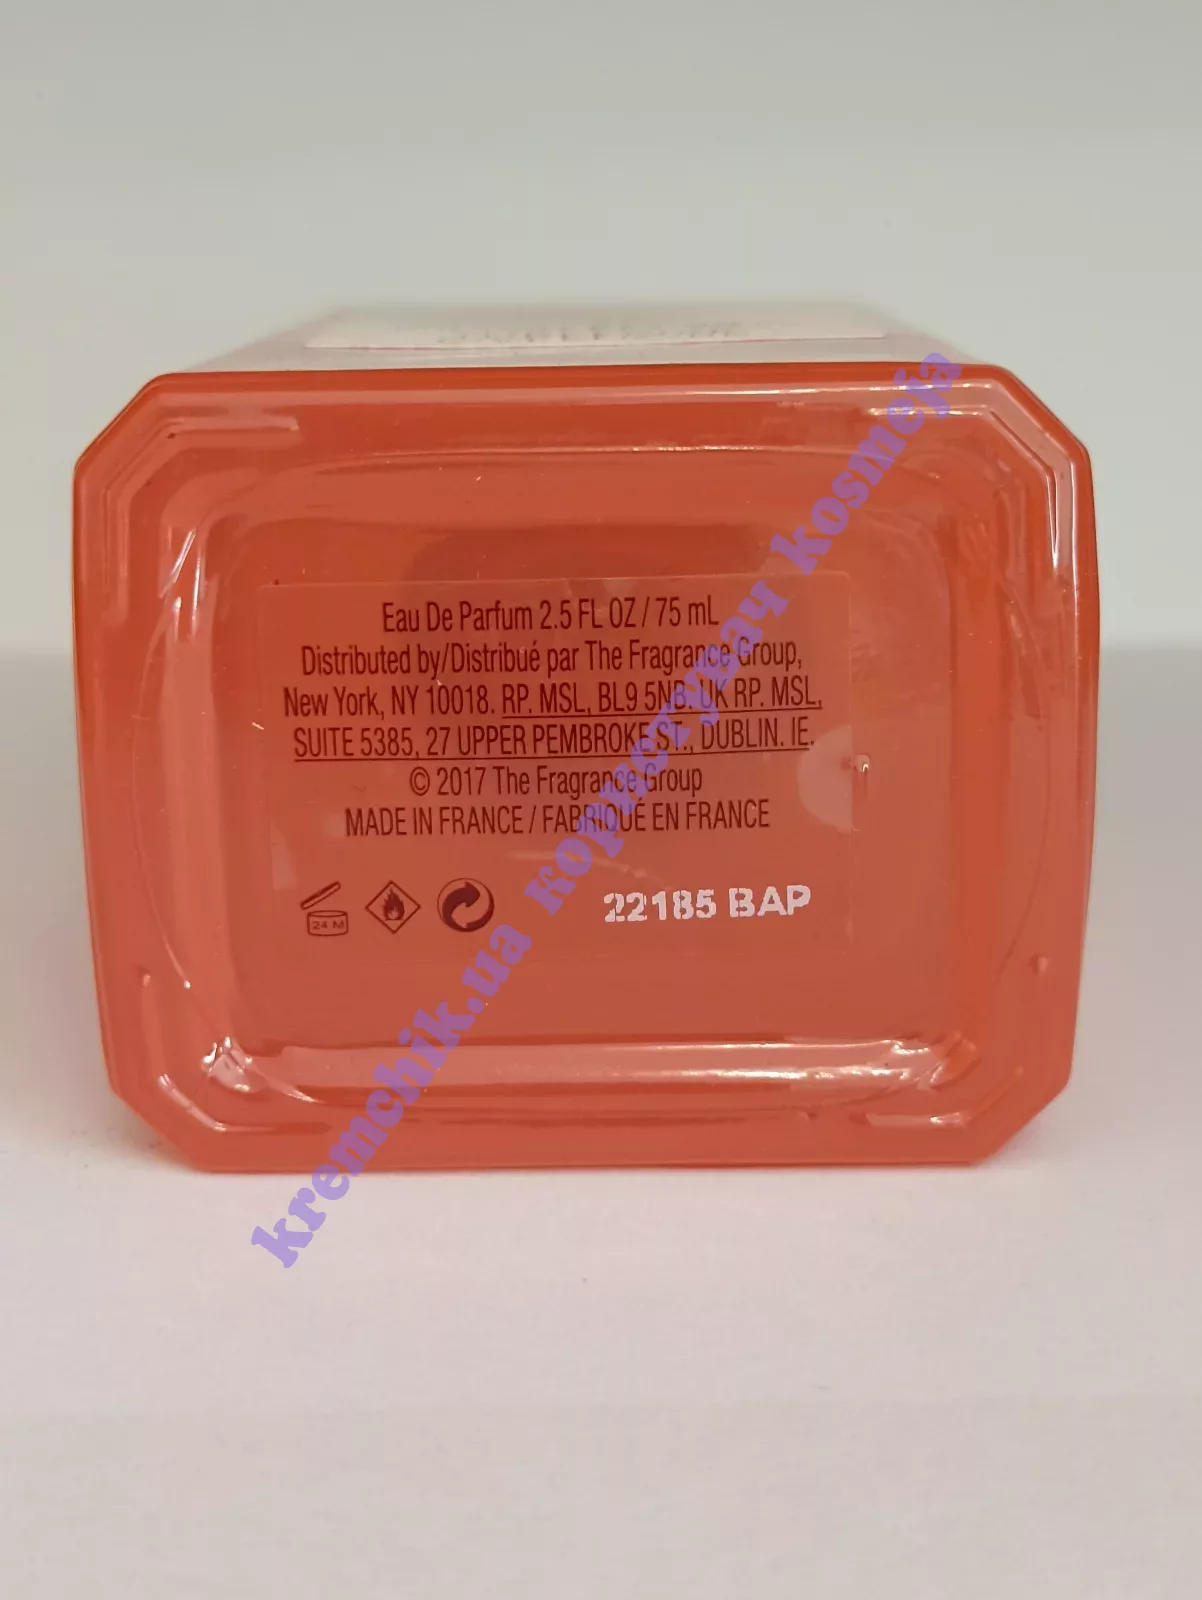 Eau De Parfum 2.5 FL OZ / 75 mL
Distributed by/Distribué par The Fragrance Group,
New York, NY 10018. RP. MSL, BL9 5NB. UK RP. MSL,
SUITE 5385, 27 UPPER PEMBROKE ST., DUBLIN. IE.
© 2017 The Fragrance Group
MADE IN FRANCE / FABRIQUÉ EN FRANCE
24 M
22185 BAP
kremchik.ua користувач kosmeja